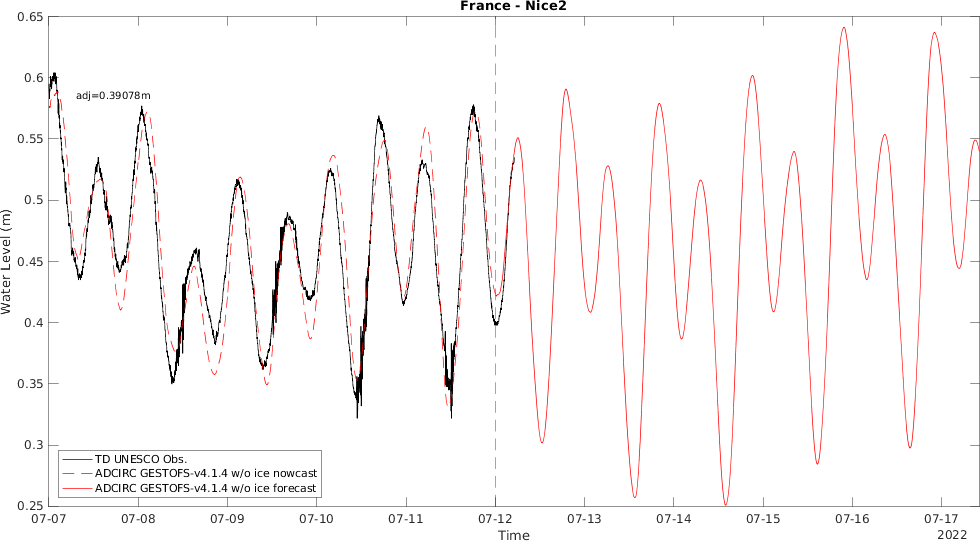 France - Nice2
0.65
0.6
0.55
0.5
0.45
0.4
0.35
0.3
0.25
Water Level (m)
adj=0.39078m
TD UNESCO Obs.
ADCIRC GESTOFS-v4.1.4 w/o ice nowcast
ADCIRC GESTOFS-v4.1.4 w/o ice forecast
07-07 07-08 07-09 07-10 07-11 07-12 07-13 07-14 07-15 07-16 07-17
2022
Time